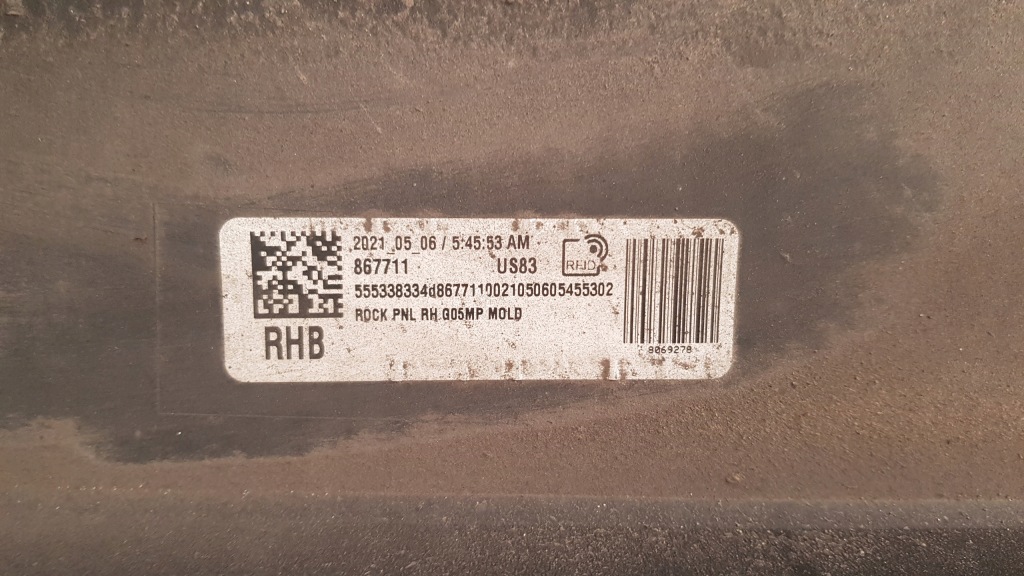 2021_05_06 / 5:45:53 AM
867711 US83
RFID
555338334d8677110021050605455302
ROCK PNL RH G05MP MOLD
RHB
8069278